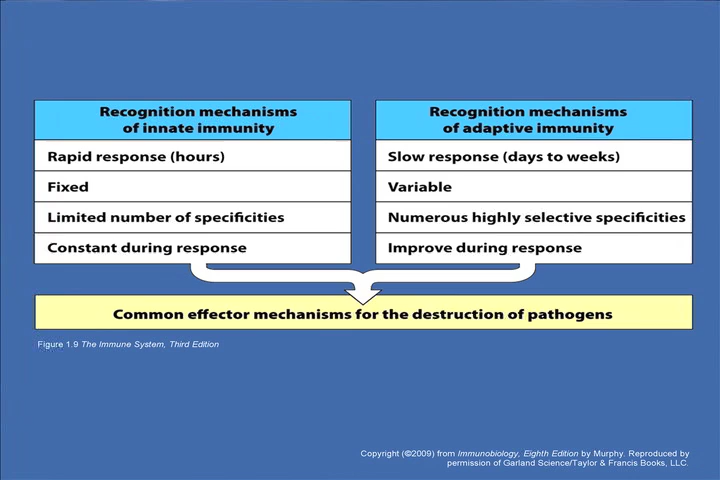 Recognition mechanisms
of innate immunity
Rapid response (hours)
Fixed
Limited number of specificities
Constant during response
Recognition mechanisms
of adaptive immunity
Slow response (days to weeks)
Variable
Numerous highly selective specificities
Improve during response
Common effector mechanisms for the destruction of pathogens
Figure 1.9 The Immune System, Third Edition
Copyright (©2009) from Immunobiology, Eighth Edition by Murphy. Reproduced by
permission of Garland Science/Taylor & Francis Books, LLC.